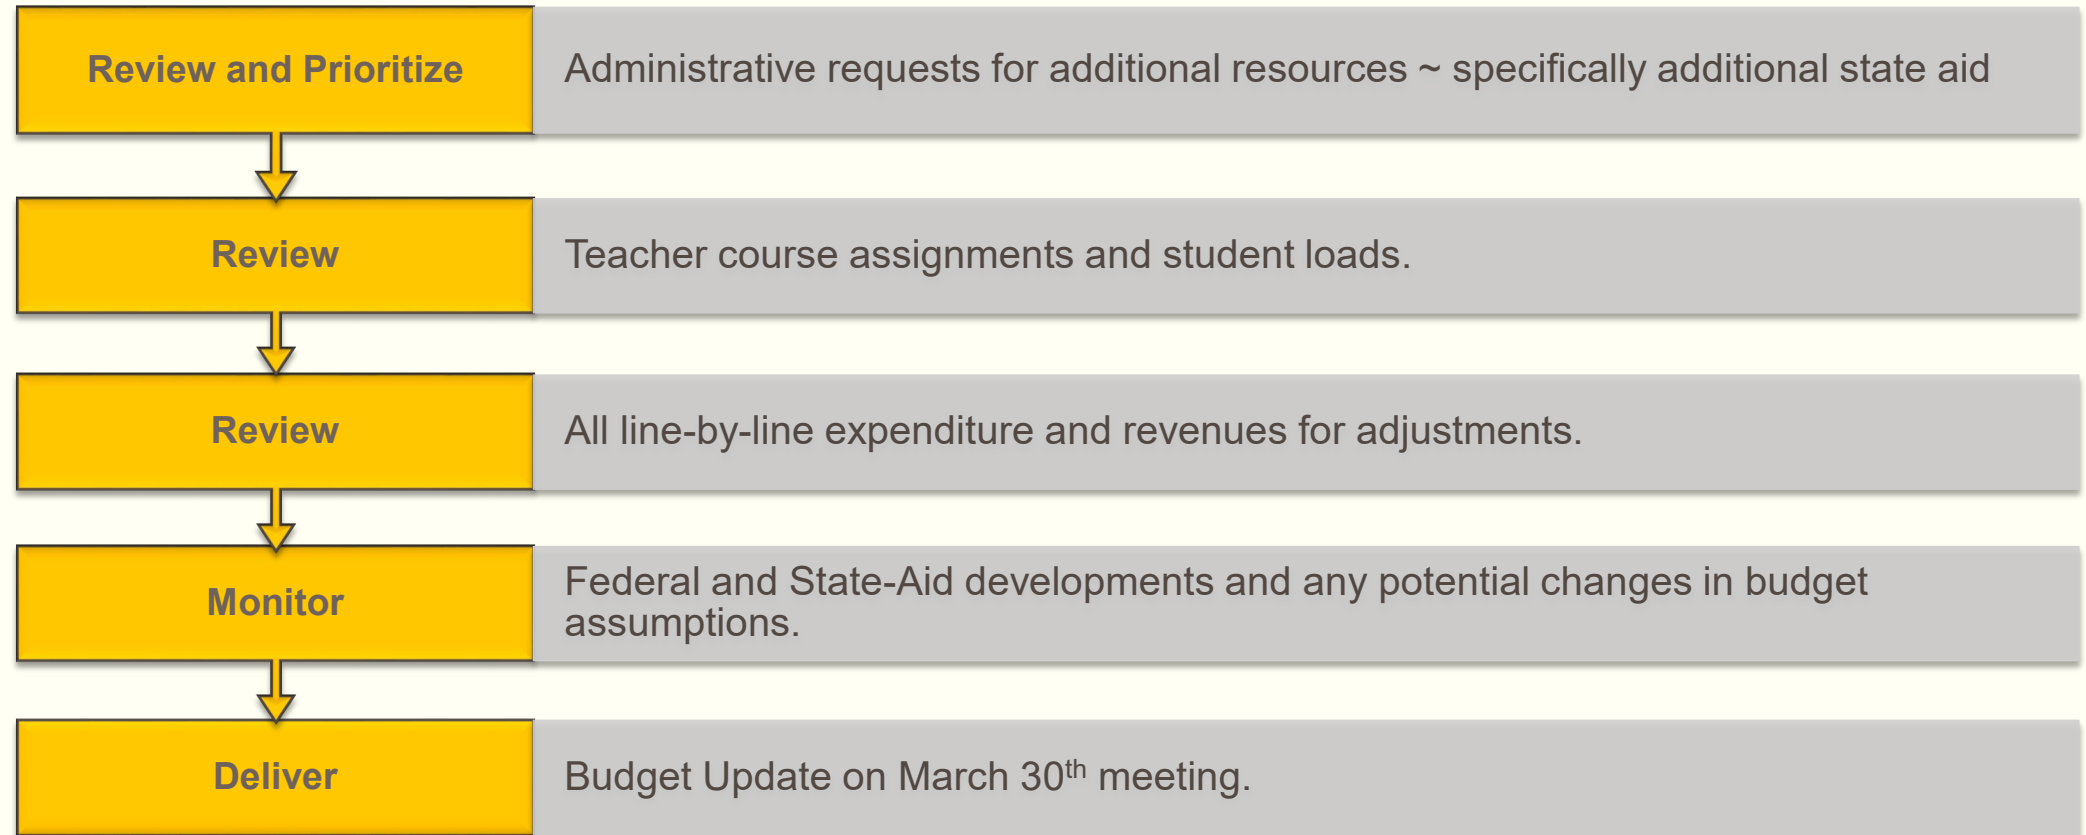 Review and Prioritize
Administrative requests for additional resources ~ specifically additional state aid
Review
Teacher course assignments and student loads.
Review
All line-by-line expenditure and revenues for adjustments.
Monitor
Federal and State-Aid developments and any potential changes in budget
assumptions.
Deliver
Budget Update on March 30th meeting.